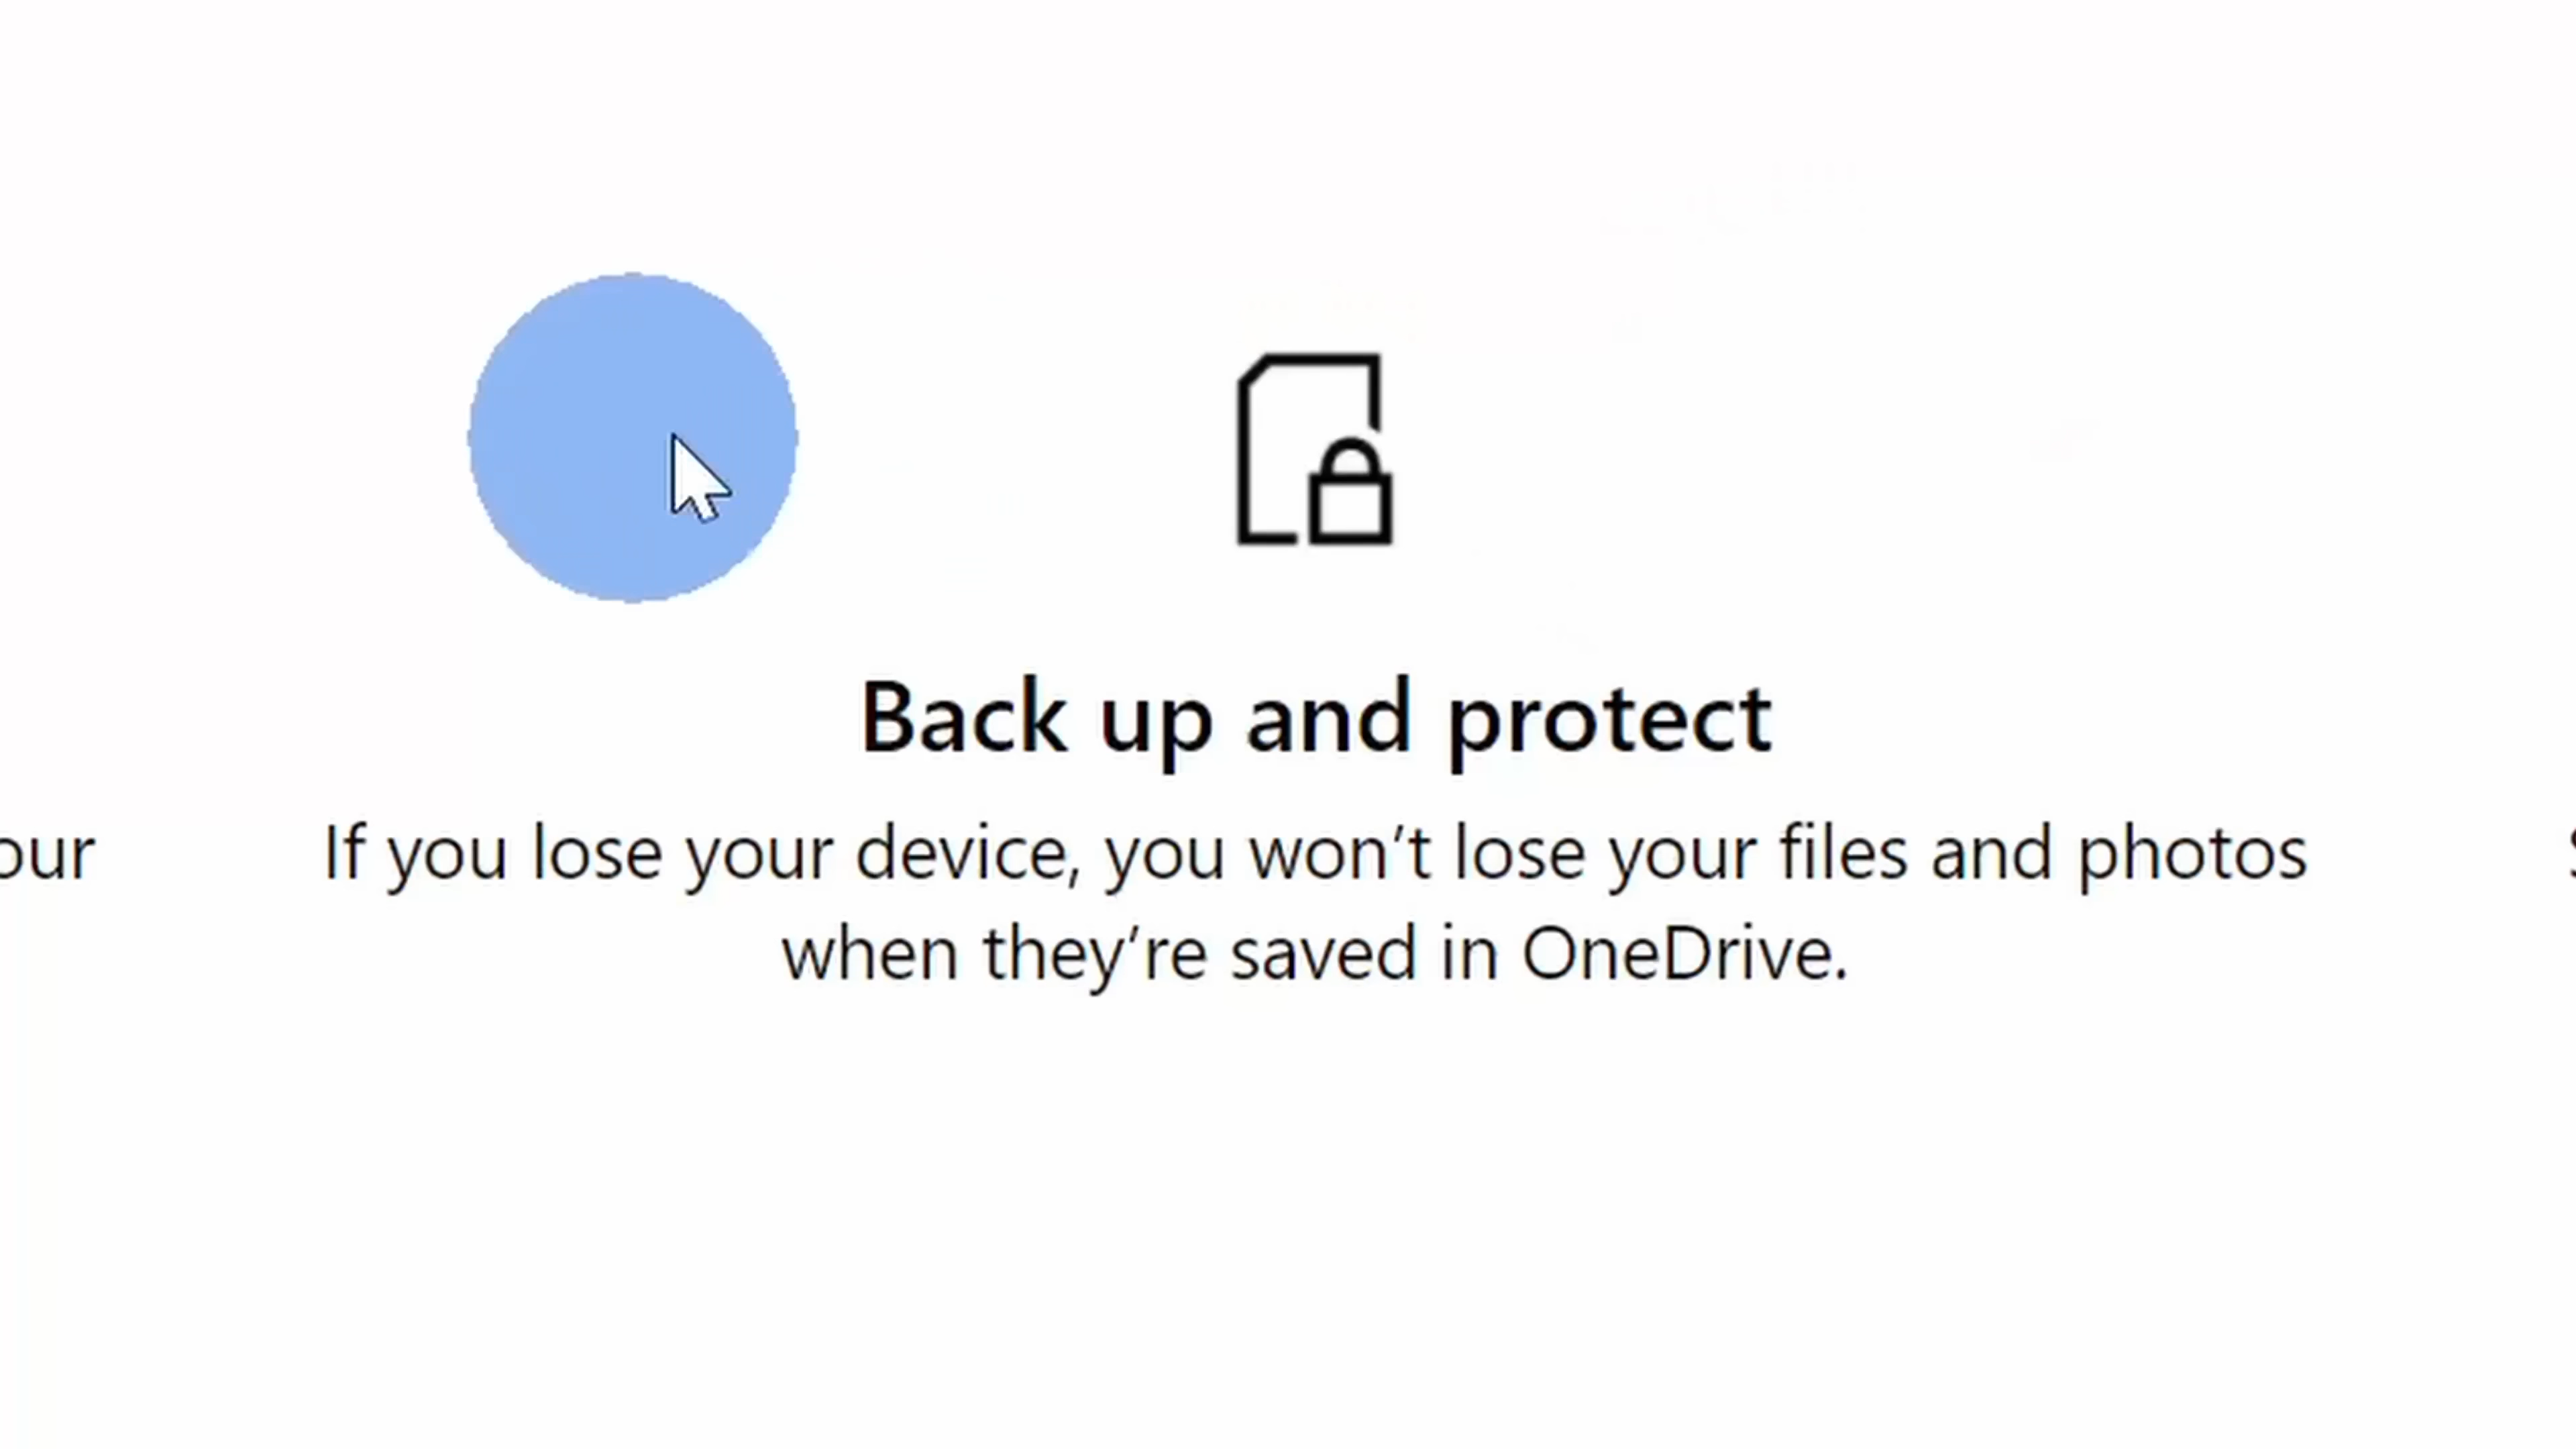 Back up and protect
our
If you lose your device, you won’t lose your files and photos
when they’re saved in OneDrive.